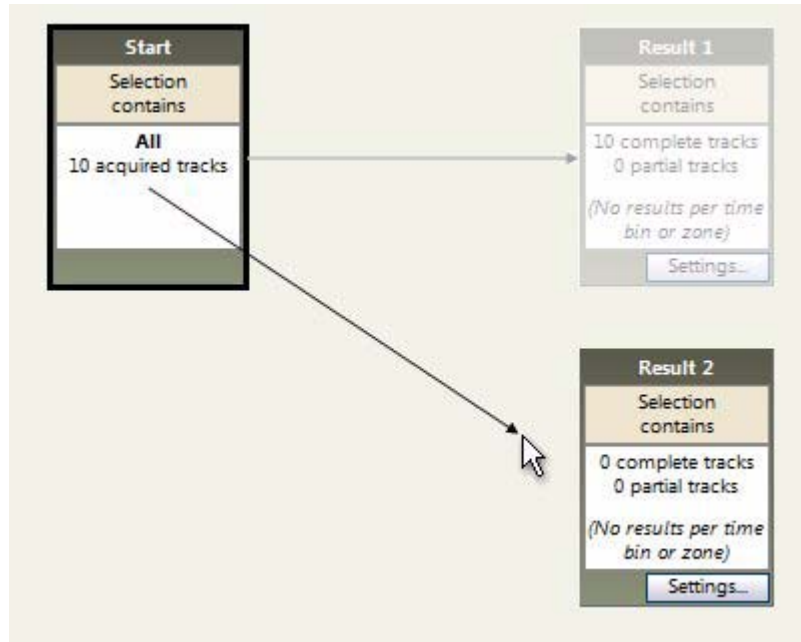 Start
Selection
contains
All
10 acquired tracks
Result 1
Selection
contains
10 complete tracks
0 partial tracks
(No results per time
bin or zone)
Settings...
Result 2
Selection
contains
0 complete tracks
0 partial tracks
(No results per time
bin or zone)
Settings...